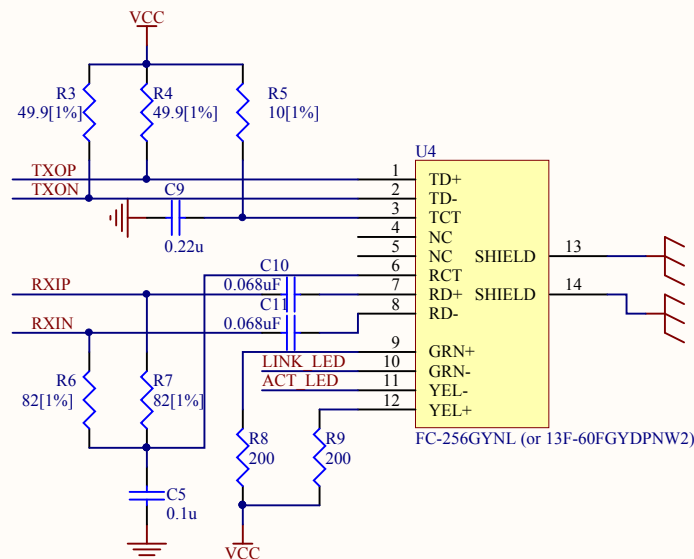 VCC
R3
49.9[1%]
R4
49.9[1%]
R5
10[1%]
U4
TXOP
1
TD+
TXON
2
TD-
C9
0.22u
3
TCT
4
NC
5
NC
SHIELD
13
6
RCT
C10
0.068uF
RXIP
7
RD+
SHIELD
14
C11
0.068uF
RXIN
8
RD-
9
GRN+
LINK_LED
10
GRN-
ACT_LED
11
YEL-
12
YEL+
R6
82[1%]
R7
82[1%]
FC-256GYNL (or 13F-60FGYDPNW2)
R8
200
R9
200
C5
0.1u
VCC